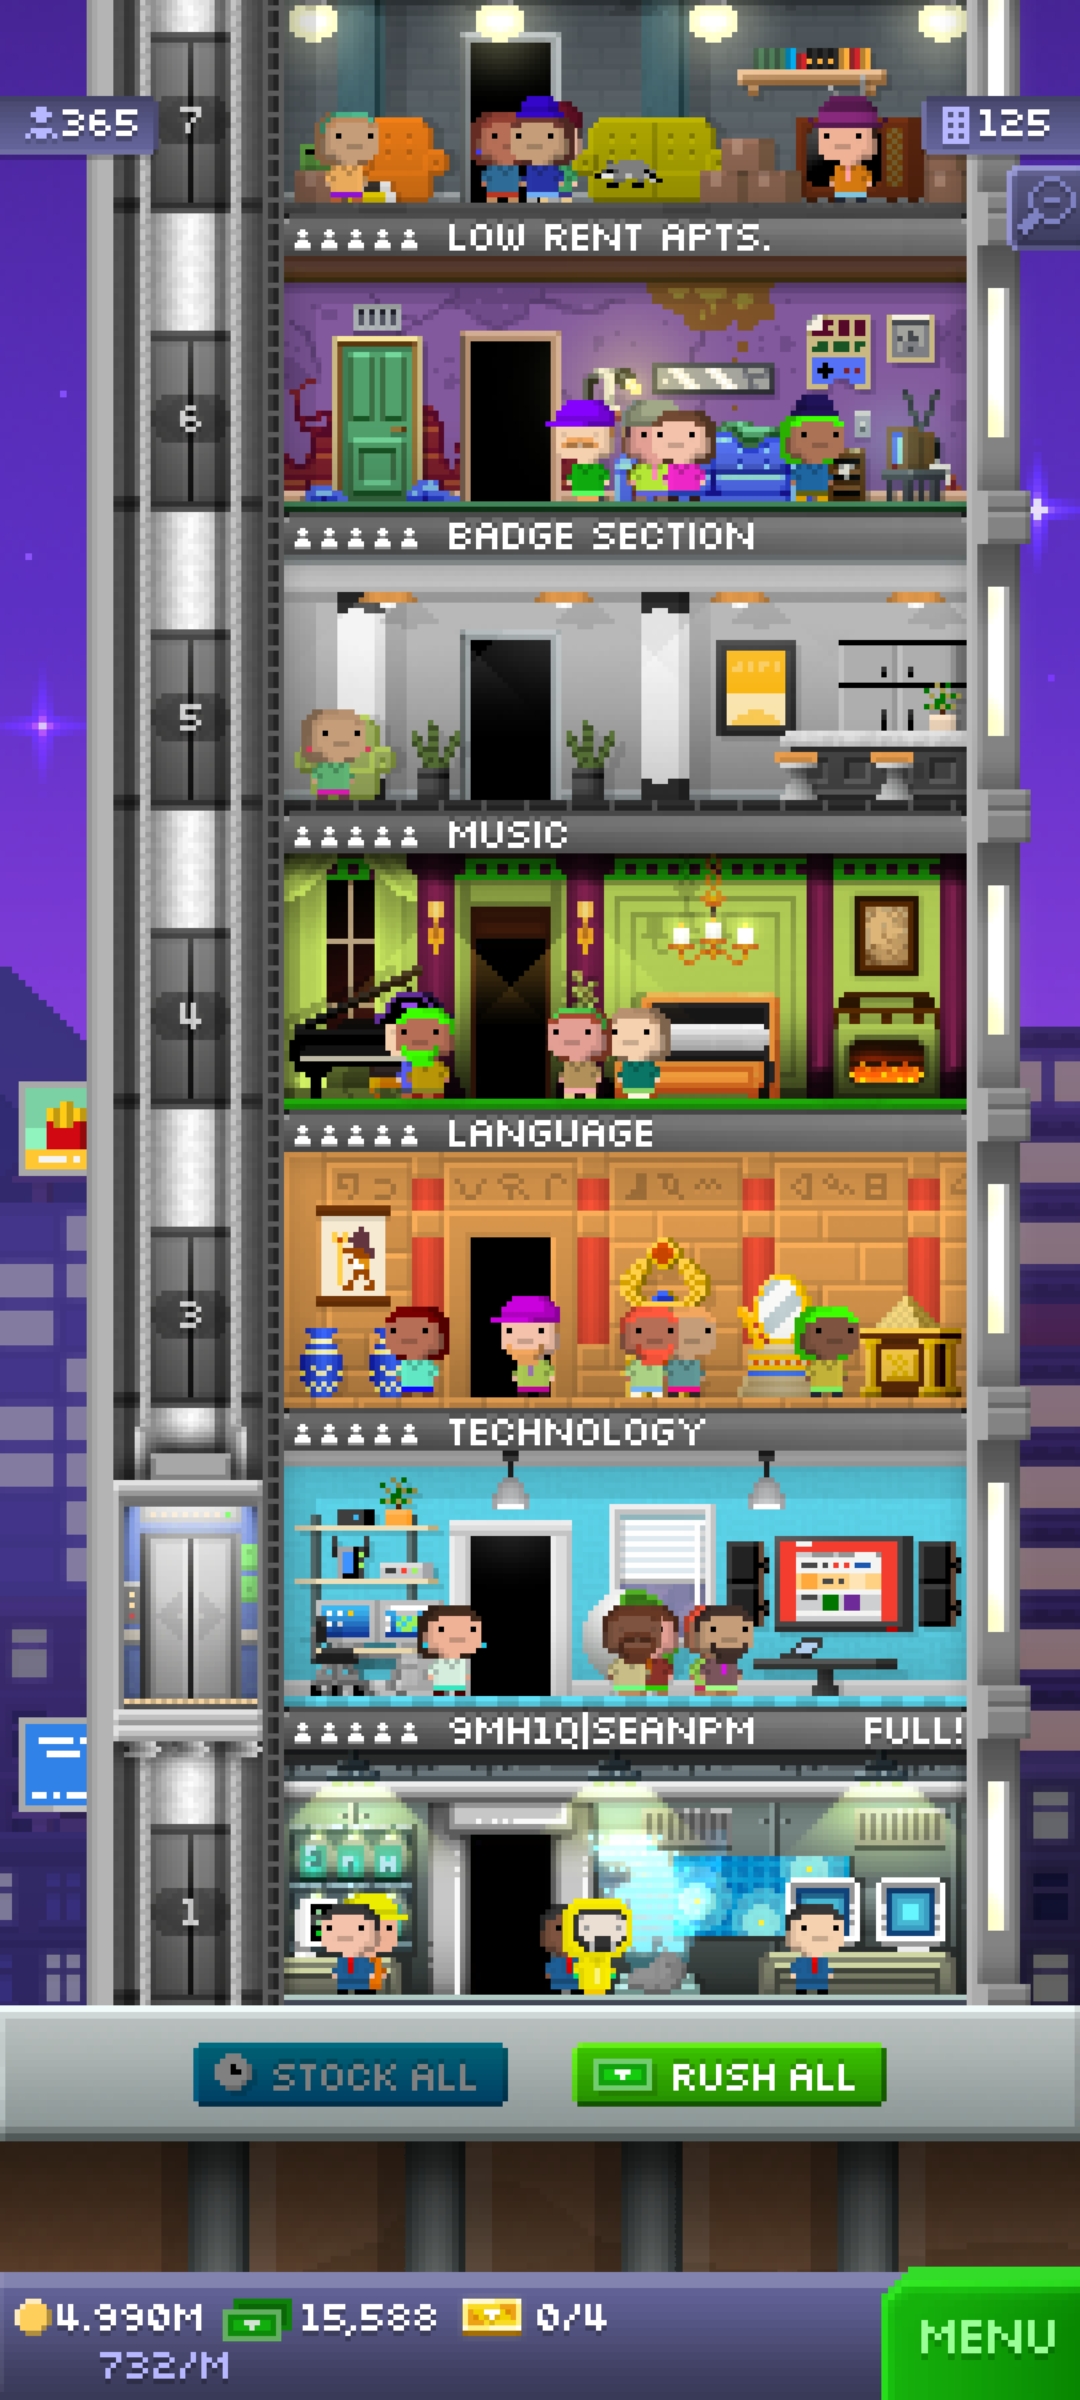 365
7
125
LOW RENT APTS.
6
BADGE SECTION
5
MUSIC
4
LANGUAGE
3
TECHNOLOGY
9MH1Q|SEANPM FULL!
1
STOCK ALL
RUSH ALL
4.990M
15,588
0/4
732/M
MENU